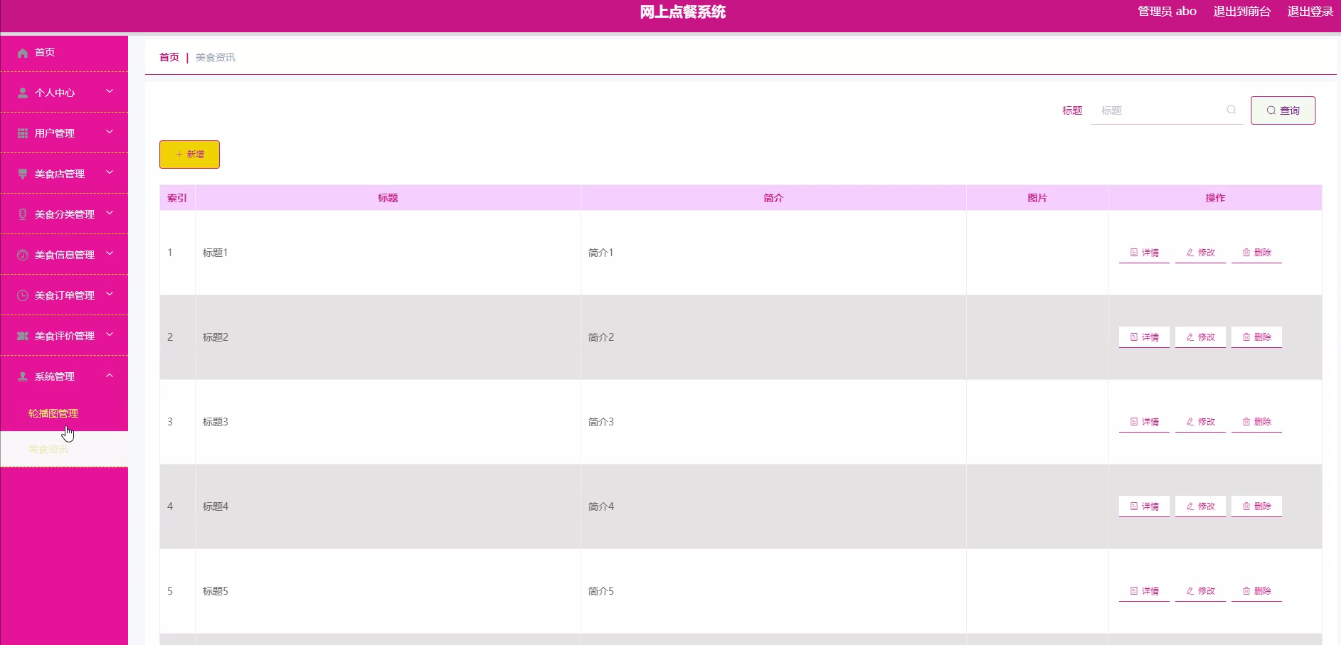 网上点餐系统
管理员 abo 退出到前台 退出登录
首页
个人中心
用户管理
美食店管理
美食分类管理
美食信息管理
美食订单管理
美食评价管理
系统管理
轮播图管理
美食资讯
首页 | 美食资讯
标题 标题 查询
+ 新增
索引 标题 简介 图片 操作
1 标题1 简介1 详情 修改 删除
2 标题2 简介2 详情 修改 删除
3 标题3 简介3 详情 修改 删除
4 标题4 简介4 详情 修改 删除
5 标题5 简介5 详情 修改 删除